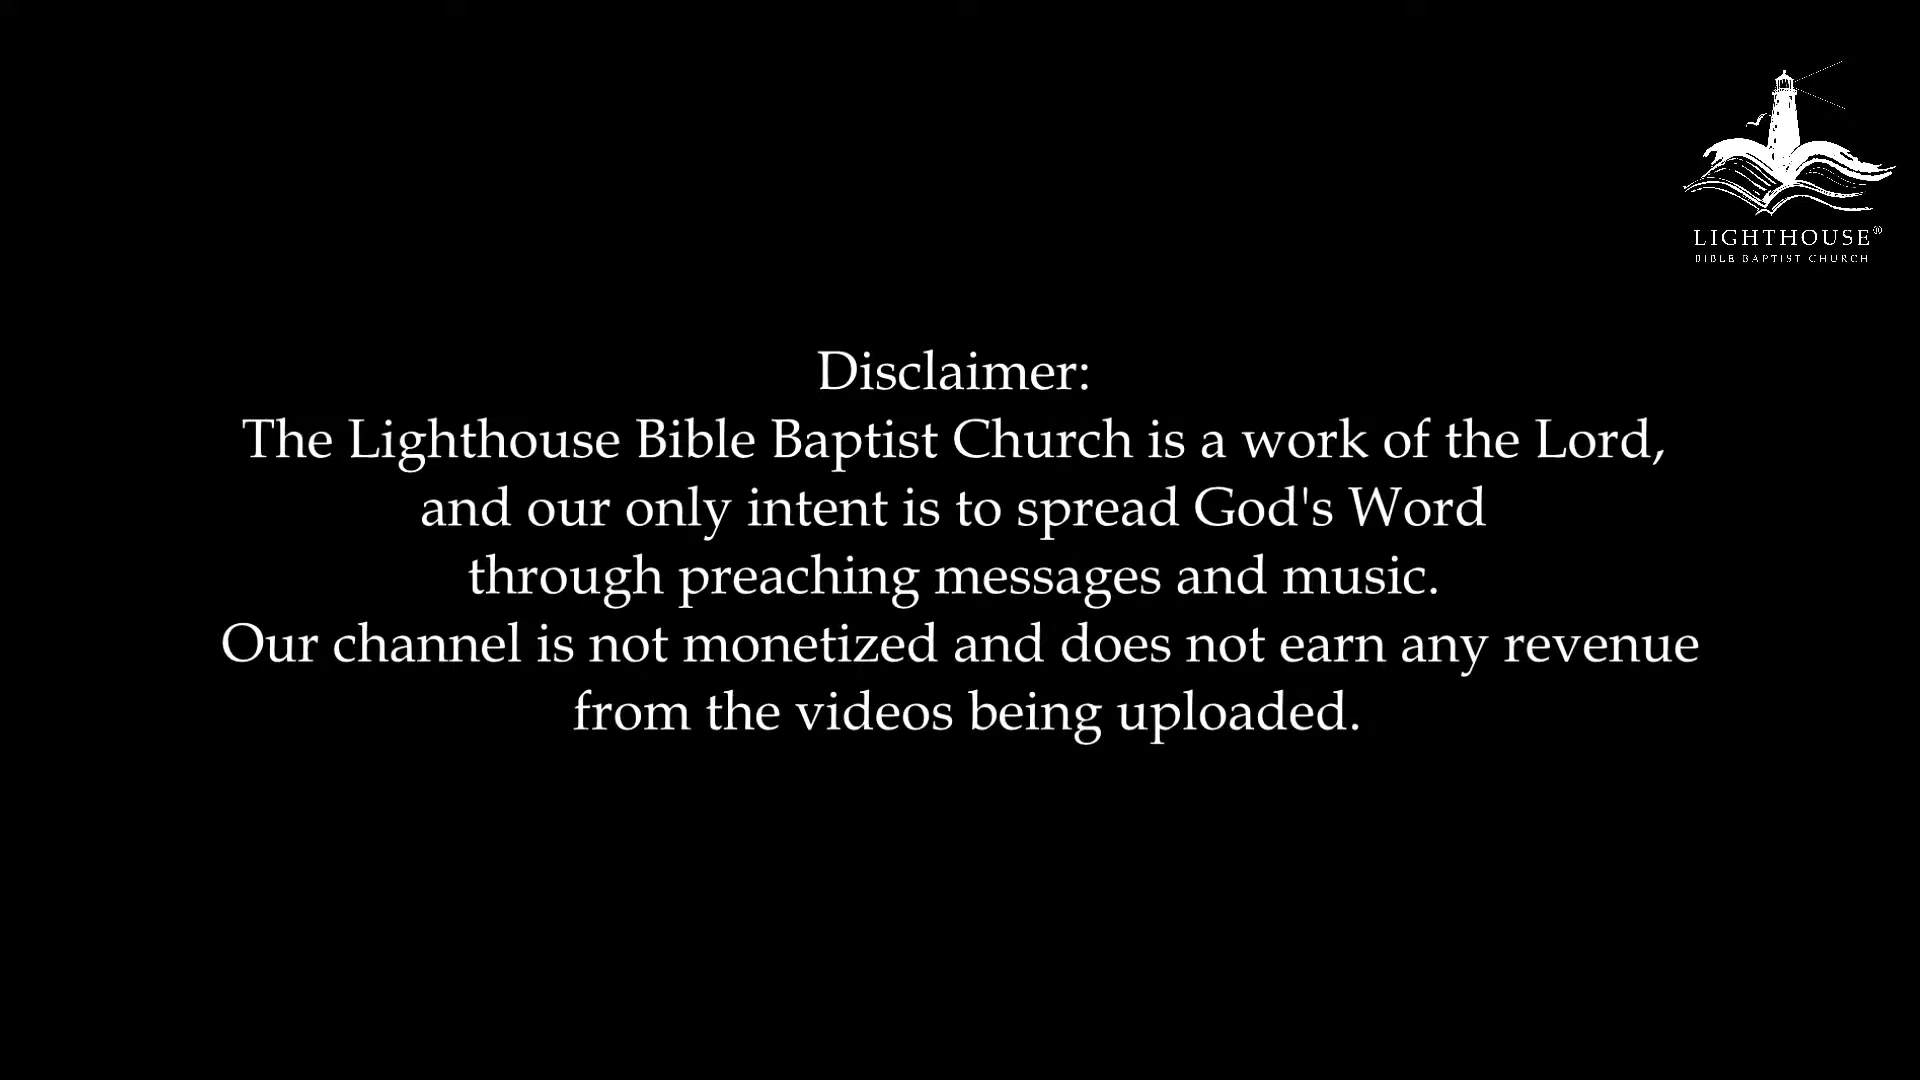 LIGHTHOUSE®
BIBLE BAPTIST CHURCH
Disclaimer:
The Lighthouse Bible Baptist Church is a work of the Lord,
and our only intent is to spread God's Word
through preaching messages and music.
Our channel is not monetized and does not earn any revenue
from the videos being uploaded.